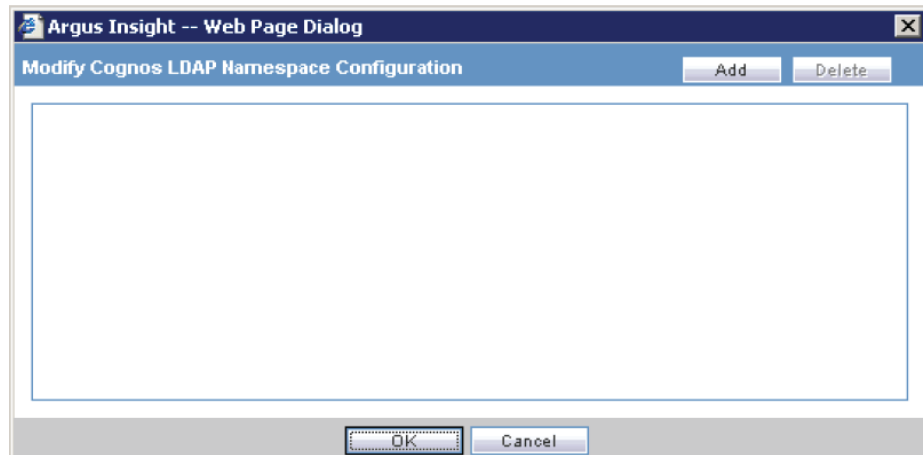 Argus Insight -- Web Page Dialog
Modify Cognos LDAP Namespace Configuration
Add
Delete
OK
Cancel